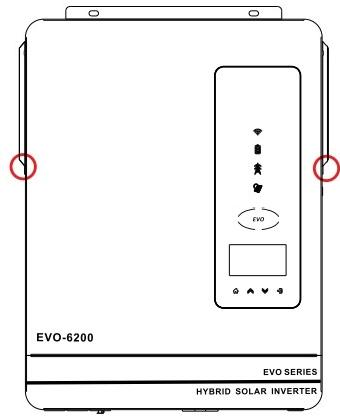 EVO
EVO-6200
EVO SERIES
HYBRID SOLAR INVERTER